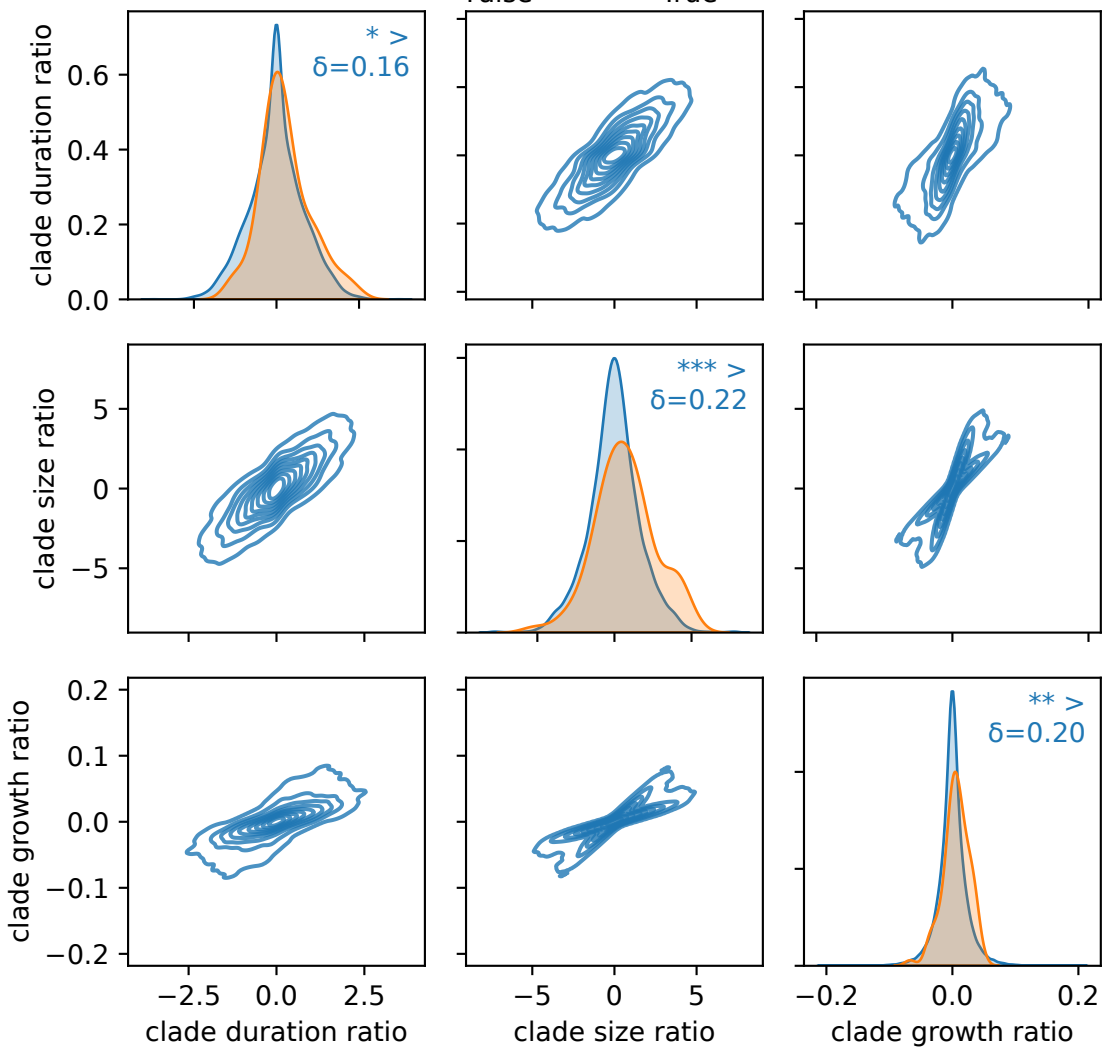 False True
clade duration ratio
0.6
0.4
0.2
0.0
* >
δ=0.16
clade size ratio
5
0
−5
*** >
δ=0.22
clade growth ratio
0.2
0.1
0.0
−0.1
−0.2
** >
δ=0.20
−2.5 0.0 2.5
−5 0 5
−0.2 0.0 0.2
clade duration ratio
clade size ratio
clade growth ratio